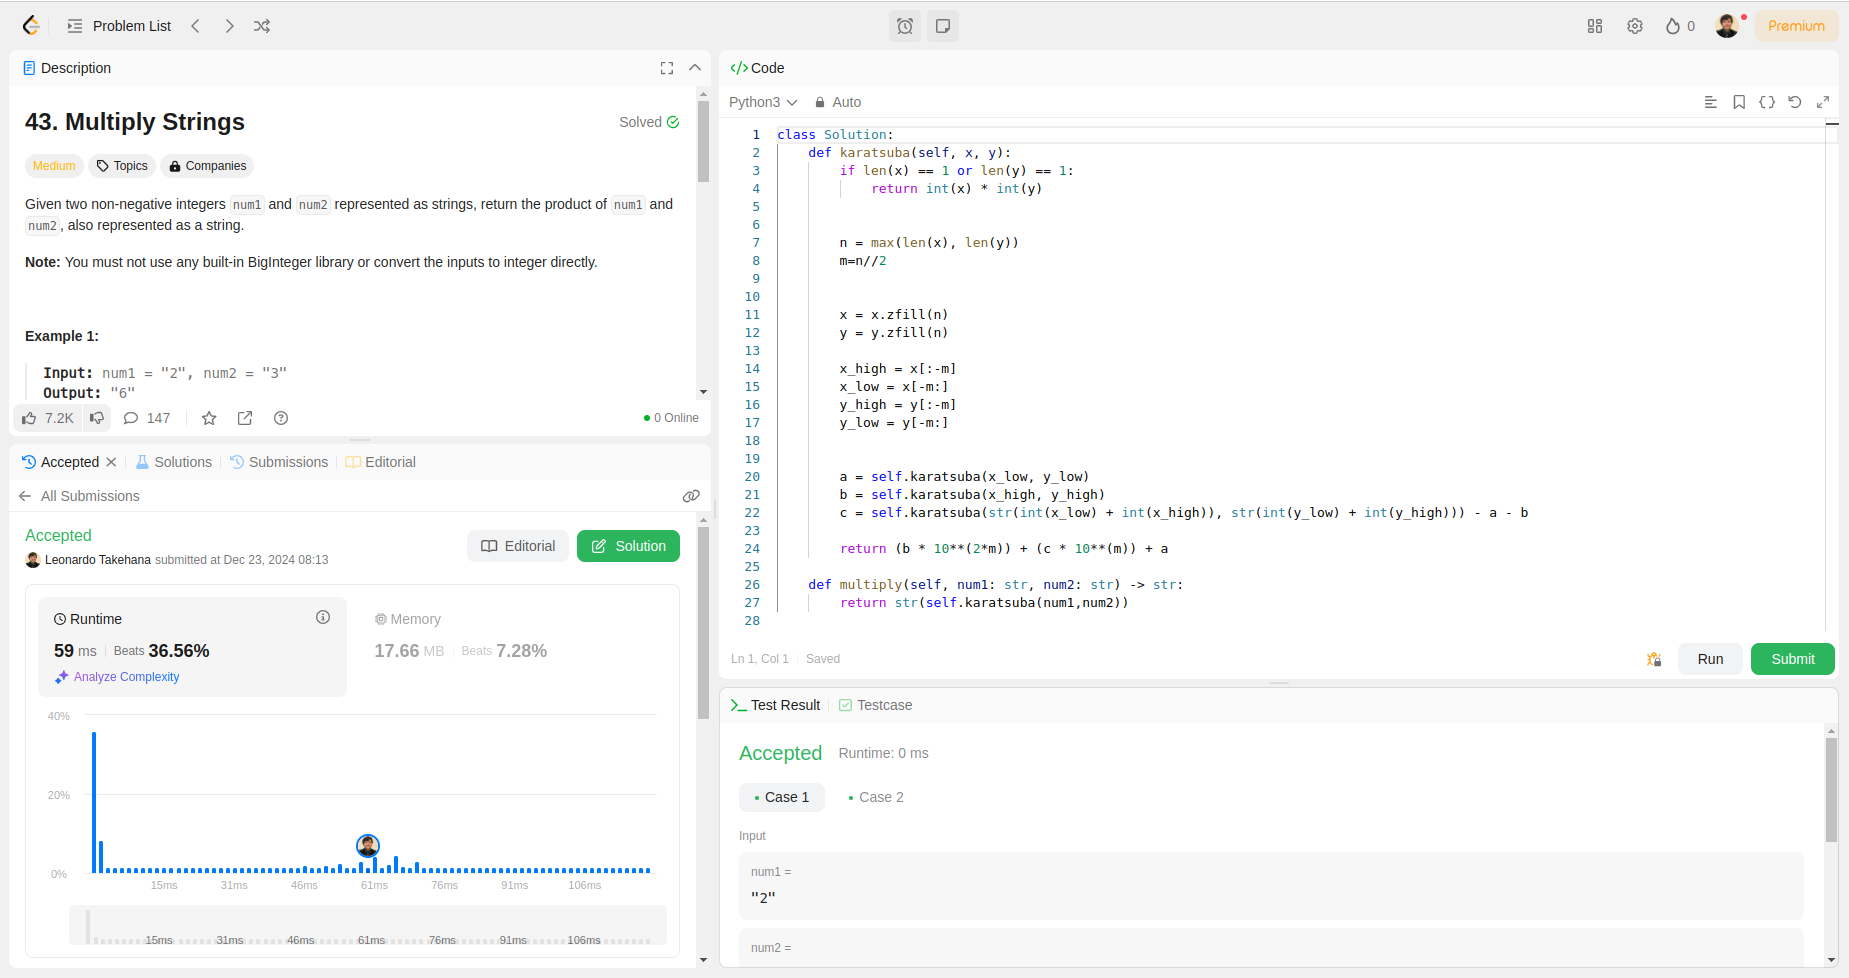 Problem List
0
Premium
Description
43. Multiply Strings
Solved
Medium
Topics
Companies
Given two non-negative integers num1 and num2 represented as strings, return the product of num1 and
num2, also represented as a string.
Note: You must not use any built-in BigInteger library or convert the inputs to integer directly.
Example 1:
Input: num1 = "2", num2 = "3"
Output: "6"
7.2K
147
0 Online
Accepted
Solutions
Submissions
Editorial
All Submissions
Accepted
Leonardo Takehana submitted at Dec 23, 2024 08:13
Editorial
Solution
Runtime
59 ms
Beats 36.56%
Analyze Complexity
Memory
17.66 MB
Beats 7.28%
40%
20%
0%
15ms 31ms 46ms 61ms 76ms 91ms 106ms
15ms 31ms 46ms 61ms 76ms 91ms 106ms
</> Code
Python3
Auto
1 class Solution:
2     def karatsuba(self, x, y):
3         if len(x) == 1 or len(y) == 1:
4             return int(x) * int(y)
5
6
7         n = max(len(x), len(y))
8         m=n//2
9
10
11         x = x.zfill(n)
12         y = y.zfill(n)
13
14         x_high = x[:-m]
15         x_low = x[-m:]
16         y_high = y[:-m]
17         y_low = y[-m:]
18
19
20         a = self.karatsuba(x_low, y_low)
21         b = self.karatsuba(x_high, y_high)
22         c = self.karatsuba(str(int(x_low) + int(x_high)), str(int(y_low) + int(y_high))) - a - b
23
24         return (b * 10**(2*m)) + (c * 10**(m)) + a
25
26     def multiply(self, num1: str, num2: str) -> str:
27         return str(self.karatsuba(num1,num2))
28
Ln 1, Col 1
Saved
Run
Submit
Test Result
Testcase
Accepted
Runtime: 0 ms
Case 1
Case 2
Input
num1 =
"2"
num2 =